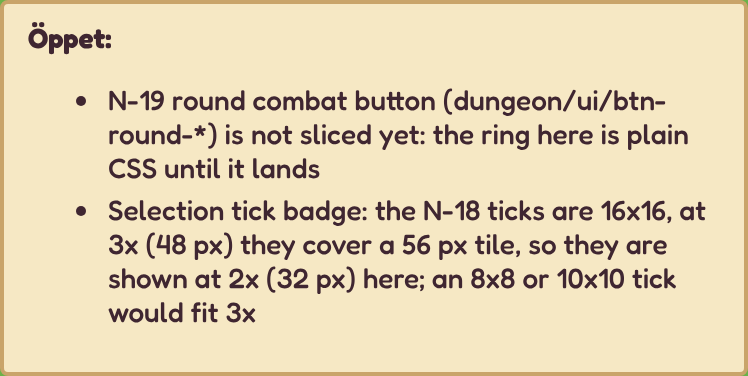 Öppet:
• N-19 round combat button (dungeon/ui/btn-
round-*) is not sliced yet: the ring here is plain
CSS until it lands
• Selection tick badge: the N-18 ticks are 16x16, at
3x (48 px) they cover a 56 px tile, so they are
shown at 2x (32 px) here; an 8x8 or 10x10 tick
would fit 3x